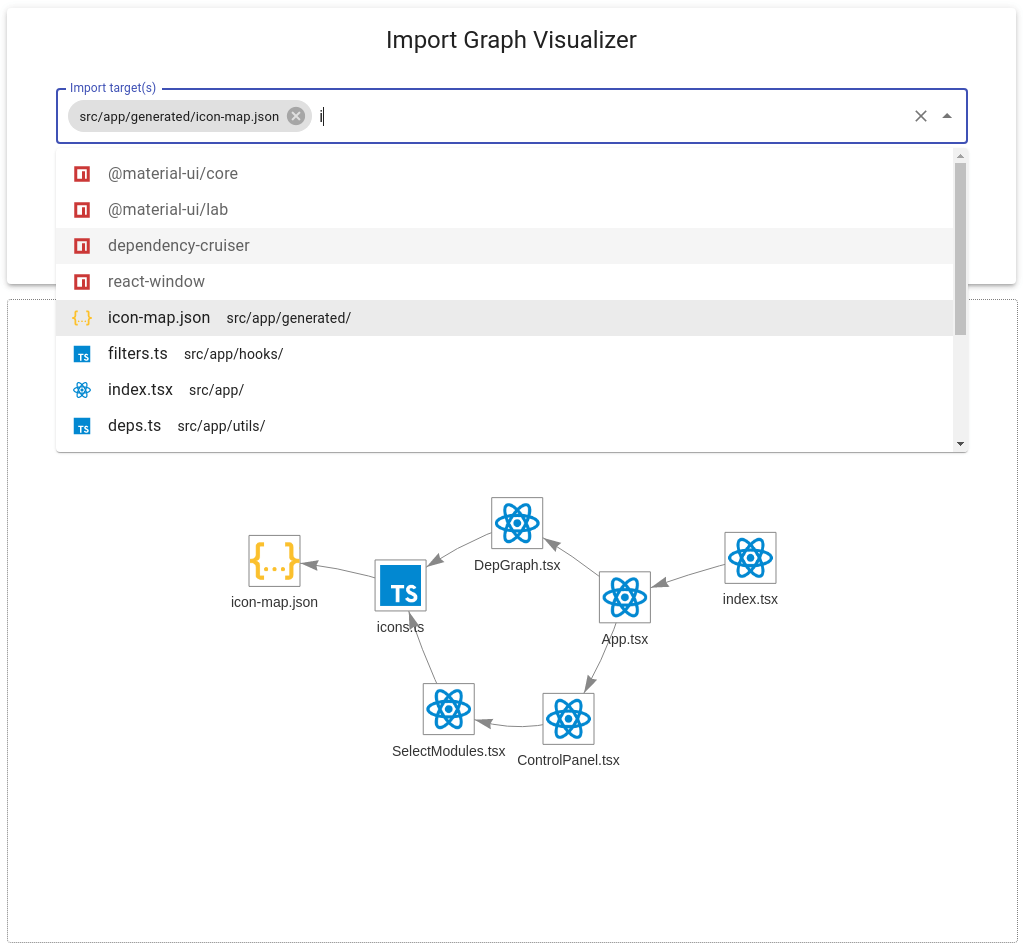 Import Graph Visualizer
Import target(s)
src/app/generated/icon-map.json i
@material-ui/core
@material-ui/lab
dependency-cruiser
react-window
{...} icon-map.json src/app/generated/
TS filters.ts src/app/hooks/
index.tsx src/app/
TS deps.ts src/app/utils/
DepGraph.tsx
{...}
icon-map.json
TS
icons.ts
index.tsx
App.tsx
SelectModules.tsx
ControlPanel.tsx